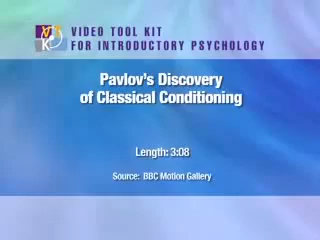 VIDEO TOOL KIT
FOR INTRODUCTORY PSYCHOLOGY
Pavlov's Discovery
of Classical Conditioning
Length: 3:08
Source: BBC Motion Gallery